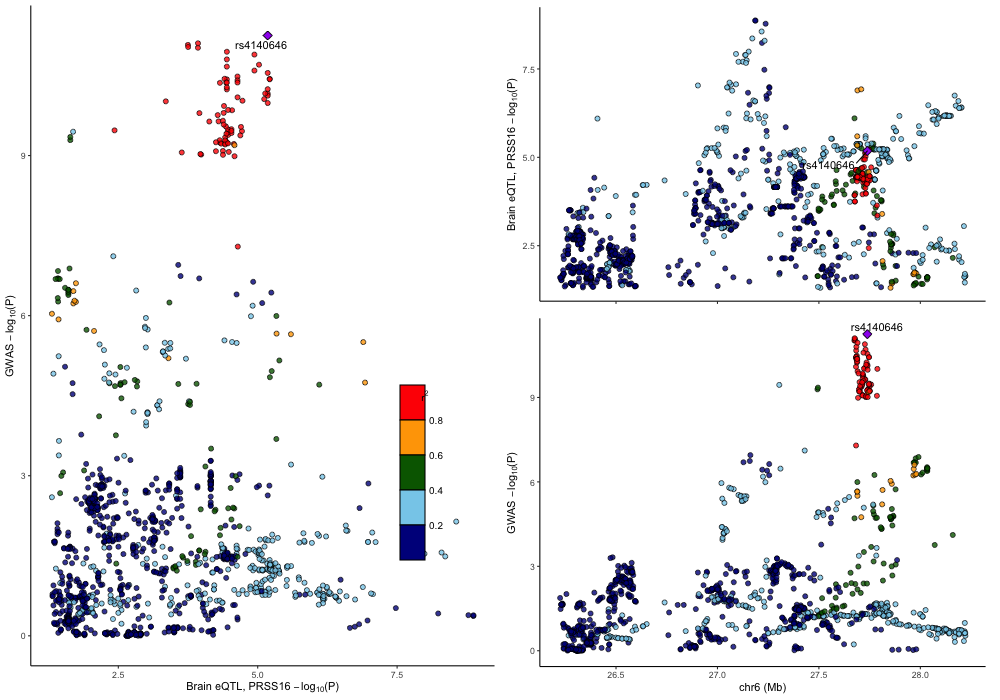 rs4140646
9
6
3
0
GWAS − log10(P)
2.5
5.0
7.5
Brain eQTL, PRSS16 − log10(P)
r2
0.8
0.6
0.4
0.2
rs4140646
7.5
5.0
2.5
Brain eQTL, PRSS16 − log10(P)
rs4140646
9
6
3
0
GWAS − log10(P)
26.5
27.0
27.5
28.0
chr6 (Mb)